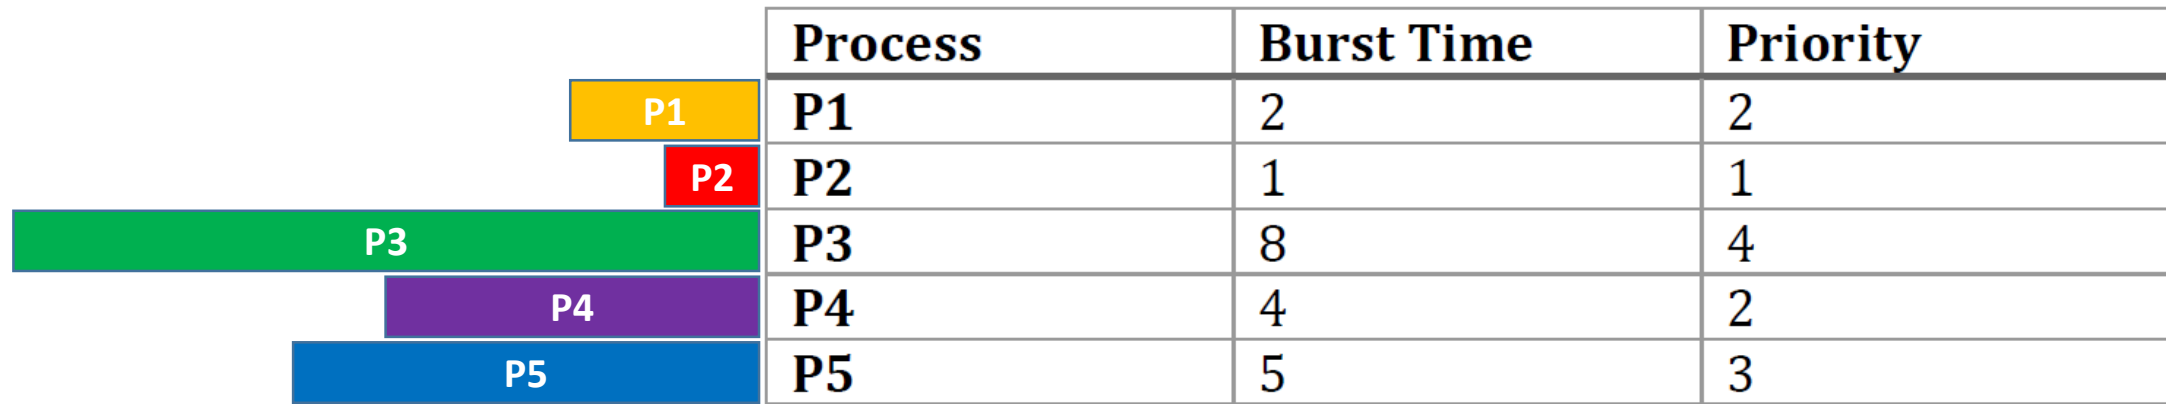 Process Burst Time Priority
P1 P1 2 2
P2 P2 1 1
P3 P3 8 4
P4 P4 4 2
P5 P5 5 3